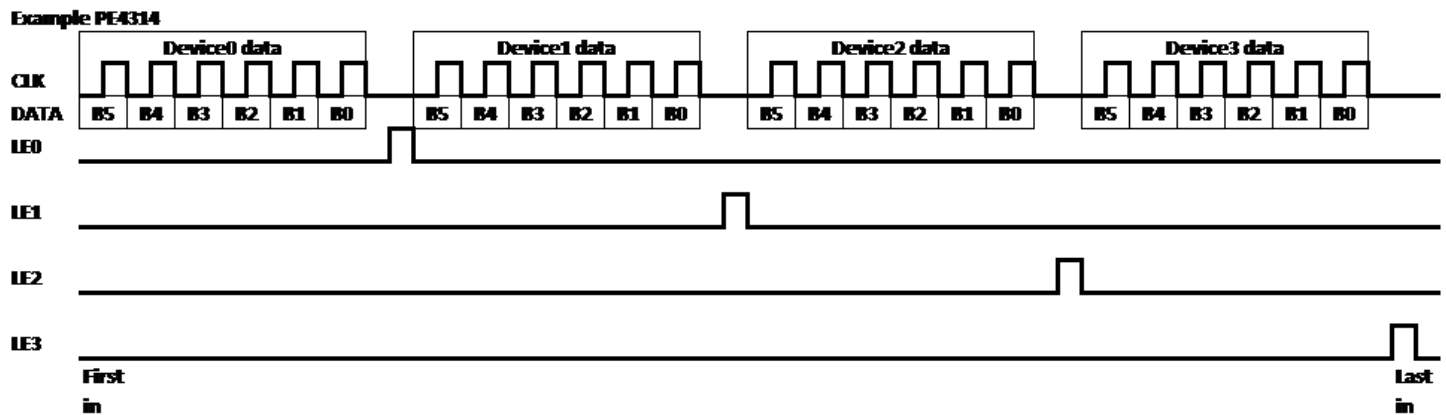 Example PE4314
Device0 data Device1 data Device2 data Device3 data
CLK
DATA B5 B4 B3 B2 B1 B0 B5 B4 B3 B2 B1 B0 B5 B4 B3 B2 B1 B0 B5 B4 B3 B2 B1 B0
LE0
LE1
LE2
LE3
First Last
in in